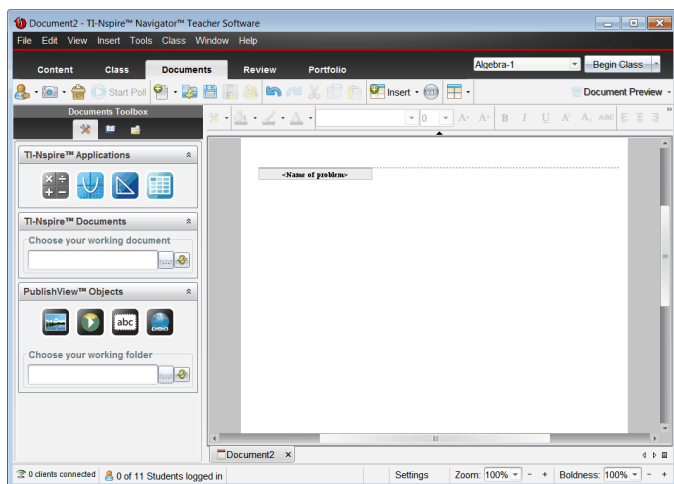 Document2 - TI-Nspire™ Navigator™ Teacher Software
File Edit View Insert Tools Class Window Help
Content Class Documents Review Portfolio Algebra-1 Begin Class
Start Poll Insert Document Preview
Documents Toolbox
0 A- A+ B I U A A ABC
TI-Nspire™ Applications
<Name of problem>
TI-Nspire™ Documents
Choose your working document
...
PublishView™ Objects
abc
Choose your working folder
...
Document2 ×
0 clients connected 0 of 11 Students logged in Settings Zoom: 100% - + Boldness: 100% - +